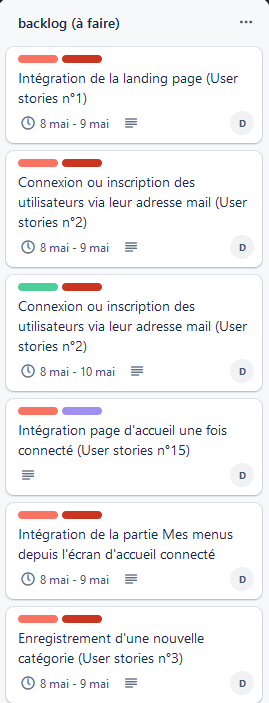 backlog (à faire)
Intégration de la landing page (User
stories n°1)
8 mai - 9 mai
D
Connexion ou inscription des
utilisateurs via leur adresse mail (User
stories n°2)
8 mai - 9 mai
D
Connexion ou inscription des
utilisateurs via leur adresse mail (User
stories n°2)
8 mai - 10 mai
D
Intégration page d'accueil une fois
connecté (User stories n°15)
D
Intégration de la partie Mes menus
depuis l'écran d'accueil connecté
8 mai - 9 mai
D
Enregistrement d'une nouvelle
catégorie (User stories n°3)
8 mai - 9 mai
D